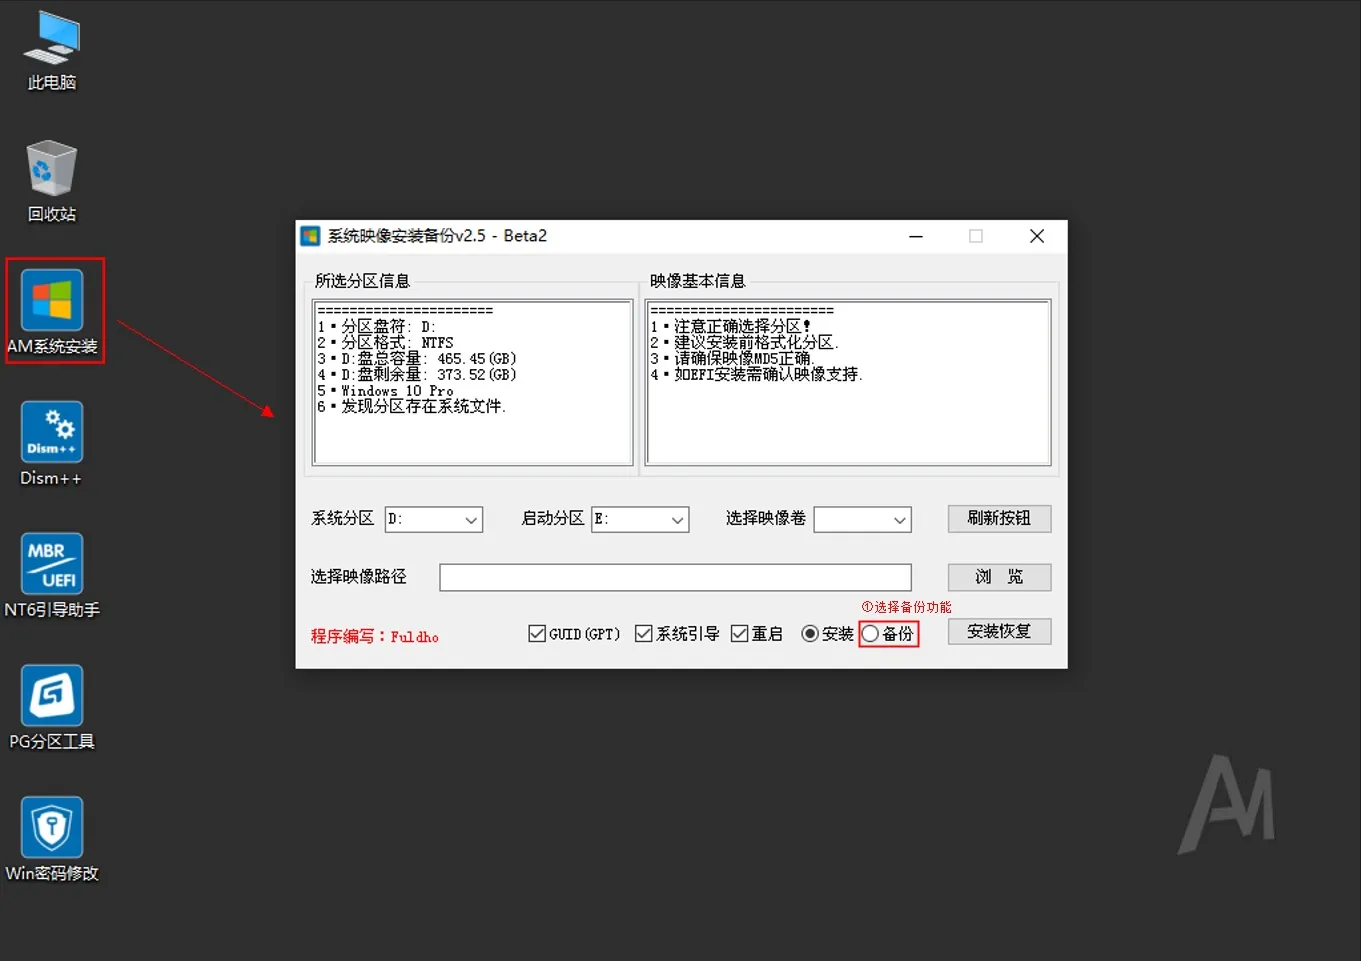 此电脑
回收站
AM系统安装
Dism++
Dism++
MBR
UEFI
NT6引导助手
PG分区工具
Win密码修改
系统映像安装备份v2.5 - Beta2
所选分区信息
======================
1▪分区盘符: D:
2▪分区格式: NTFS
3▪D:盘总容量: 465.45(GB)
4▪D:盘剩余量: 373.52(GB)
5▪Windows 10 Pro
6▪发现分区存在系统文件.
映像基本信息
=======================
1▪注意正确选择分区!
2▪建议安装前格式化分区.
3▪请确保映像MD5正确.
4▪如EFI安装需确认映像支持.
系统分区 D: 启动分区 E: 选择映像卷 刷新按钮
选择映像路径 浏 览
①选择备份功能
程序编写：Fuldho GUID(GPT) 系统引导 重启 安装 备份 安装恢复
AM